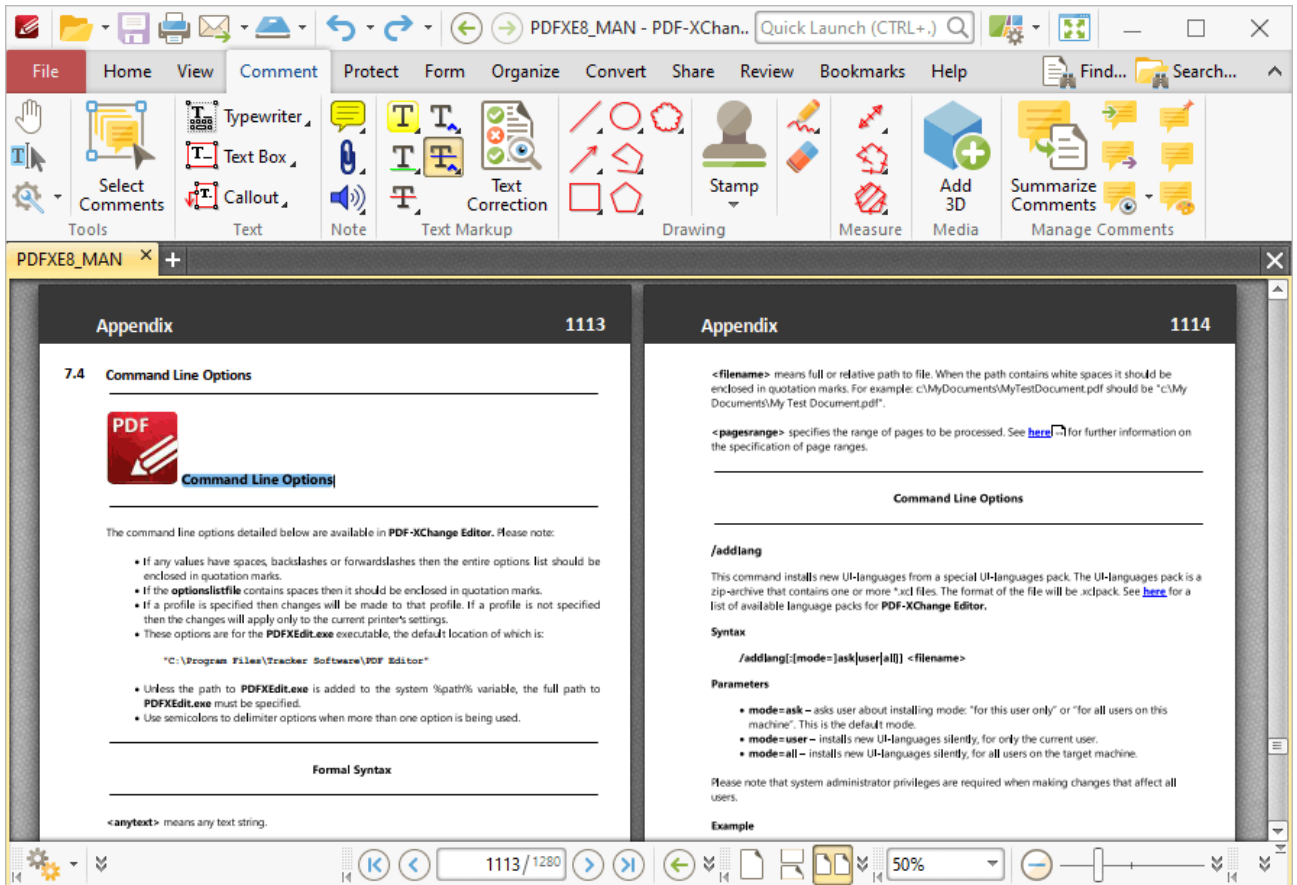 PDFXE8_MAN - PDF-XChan..
Quick Launch (CTRL+.)
File Home View Comment Protect Form Organize Convert Share Review Bookmarks Help Find... Search...
Typewriter
Text Box
Callout
Select
Comments
Text
Correction
Stamp
Add
3D
Summarize
Comments
Tools Text Note Text Markup Drawing Measure Media Manage Comments
PDFXE8_MAN
Appendix 1113
7.4 Command Line Options
PDF
Command Line Options
The command line options detailed below are available in PDF-XChange Editor. Please note:
• If any values have spaces, backslashes or forwardslashes then the entire options list should be
enclosed in quotation marks.
• If the optionslistfile contains spaces then it should be enclosed in quotation marks.
• If a profile is specified then changes will be made to that profile. If a profile is not specified
then the changes will apply only to the current printer's settings.
• These options are for the PDFXEdit.exe executable, the default location of which is:
"C:\Program Files\Tracker Software\PDF Editor"
• Unless the path to PDFXEdit.exe is added to the system %path% variable, the full path to
PDFXEdit.exe must be specified.
• Use semicolons to delimiter options when more than one option is being used.
Formal Syntax
<anytext> means any text string.
Appendix 1114
<filename> means full or relative path to file. When the path contains white spaces it should be
enclosed in quotation marks. For example: c:\MyDocuments\MyTestDocument.pdf should be "c:\My
Documents\My Test Document.pdf".
<pagesrange> specifies the range of pages to be processed. See here for further information on
the specification of page ranges.
Command Line Options
/addlang
This command installs new UI-languages from a special UI-languages pack. The UI-languages pack is a
zip-archive that contains one or more *.xcl files. The format of the file will be .xclpack. See here for a
list of available language packs for PDF-XChange Editor.
Syntax
/addlang[:[mode=]ask|user|all]] <filename>
Parameters
• mode=ask – asks user about installing mode: "for this user only" or "for all users on this
machine". This is the default mode.
• mode=user – installs new UI-languages silently, for only the current user.
• mode=all – installs new UI-languages silently, for all users on the target machine.
Please note that system administrator privileges are required when making changes that affect all
users.
Example
1113 / 1280
50%